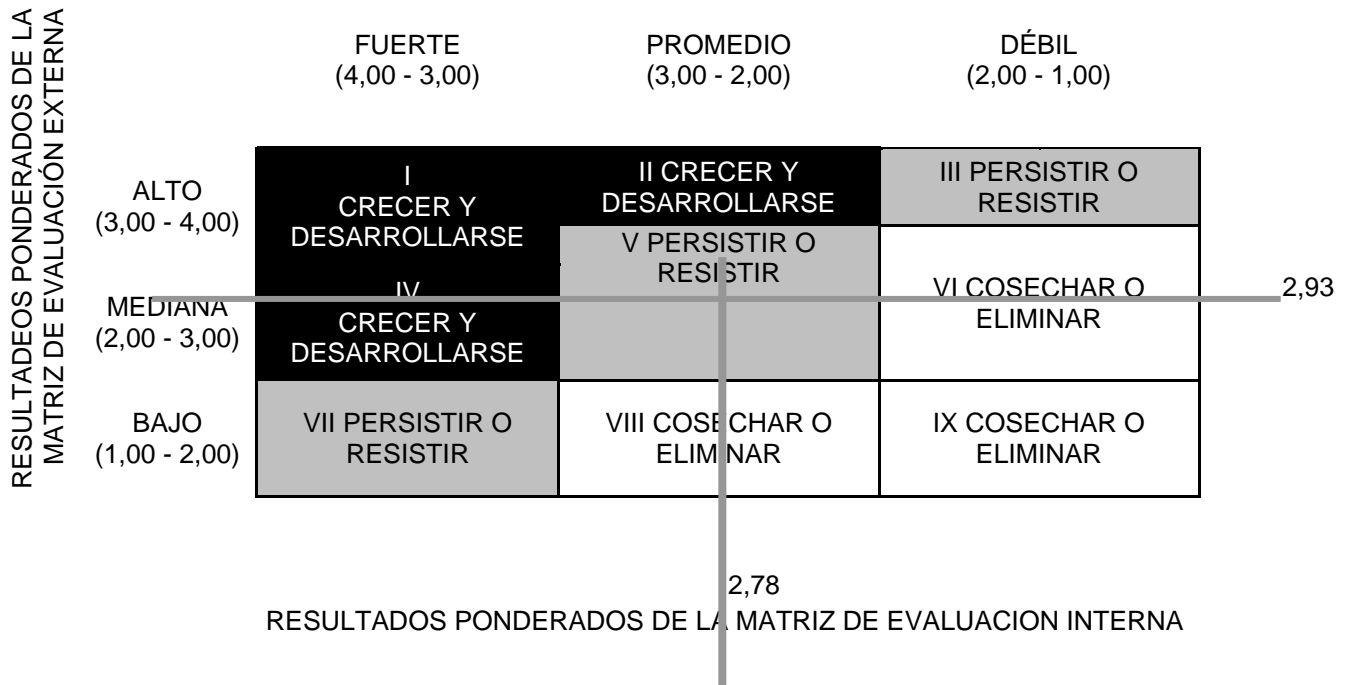 RESULTADEOS PONDERADOS DE LA
MATRIZ DE EVALUACIÓN EXTERNA
FUERTE
(4,00 - 3,00)
PROMEDIO
(3,00 - 2,00)
DÉBIL
(2,00 - 1,00)
ALTO
(3,00 - 4,00)
I
CRECER Y
DESARROLLARSE
II CRECER Y
DESARROLLARSE
III PERSISTIR O
RESISTIR
MEDIANA
(2,00 - 3,00)
IV
CRECER Y
DESARROLLARSE
V PERSISTIR O
RESISTIR
VI COSECHAR O
ELIMINAR
2,93
BAJO
(1,00 - 2,00)
VII PERSISTIR O
RESISTIR
VIII COSECHAR O
ELIMINAR
IX COSECHAR O
ELIMINAR
2,78
RESULTADOS PONDERADOS DE LA MATRIZ DE EVALUACION INTERNA